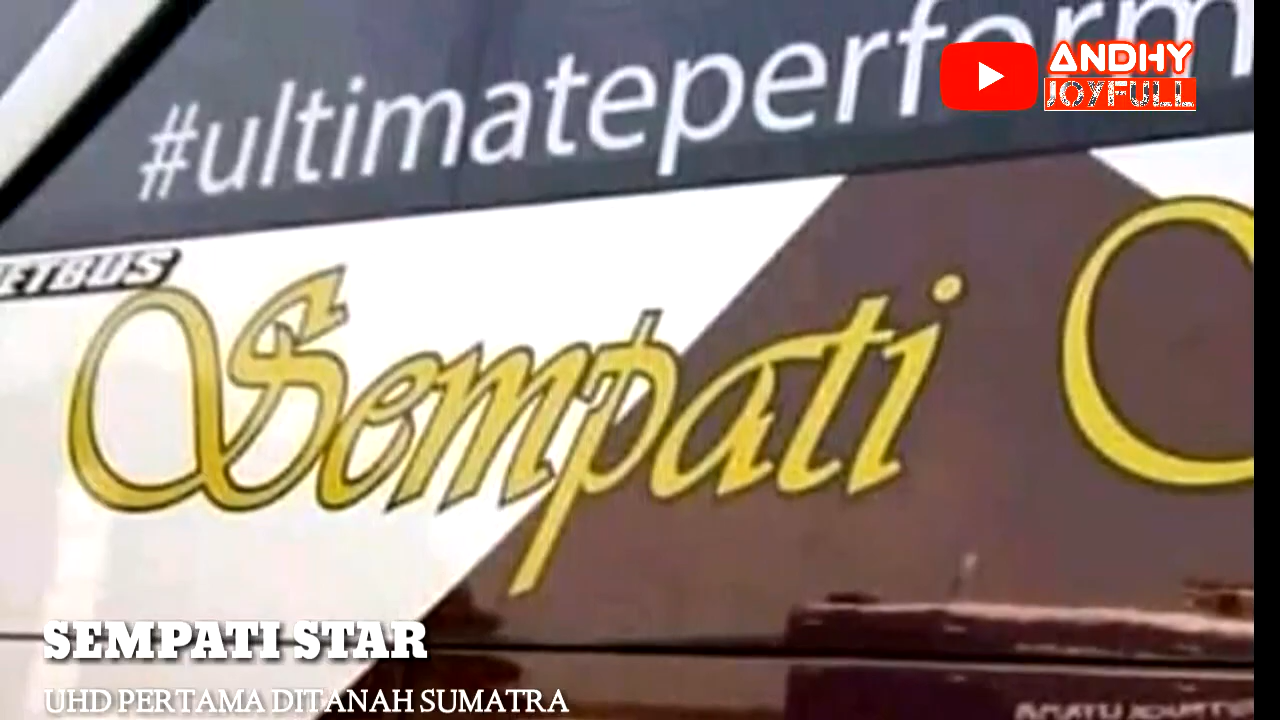 #ultimateperform
ANDHY
JOYFULL
ETBUS
Sempati
SEMPATI STAR
UHD PERTAMA DITANAH SUMATRA